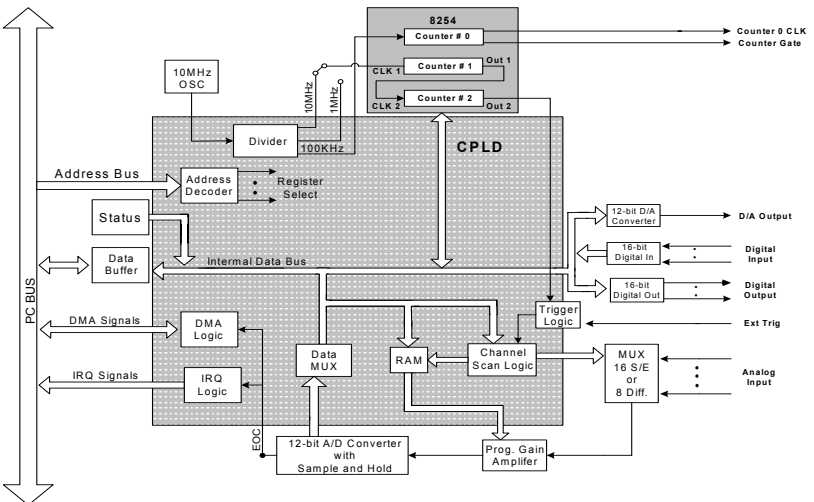 8254
Counter # 0
Counter 0 CLK
Counter Gate
10MHz
OSC
CLK 1
Counter # 1
Out 1
10MHz
1MHz
CLK 2
Counter # 2
Out 2
Divider
100KHz
CPLD
Address Bus
Address
Decoder
Register
Select
Status
12-bit D/A
Converter
D/A Output
Data
Buffer
Internal Data Bus
16-bit
Digital In
Digital
Input
16-bit
Digital Out
Digital
Output
PC BUS
DMA Signals
DMA
Logic
Trigger
Logic
Ext Trig
Data
MUX
RAM
Channel
Scan Logic
MUX
16 S/E
or
8 Diff.
Analog
Input
IRQ Signals
IRQ
Logic
EOC
12-bit A/D Converter
with
Sample and Hold
Prog. Gain
Amplifer